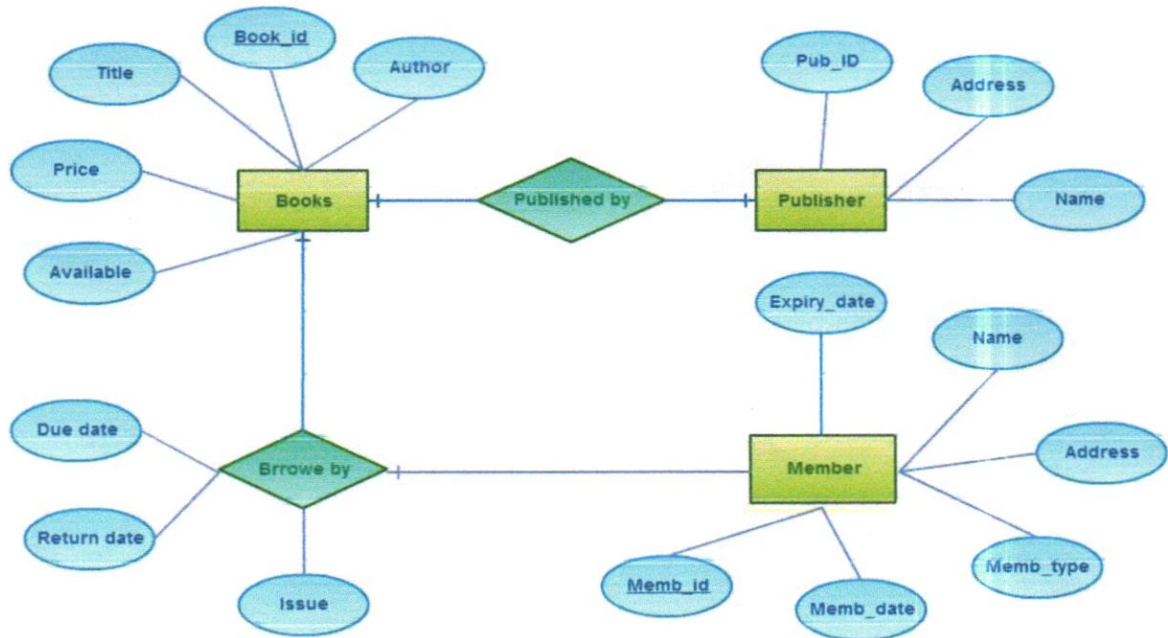 Book_id
Title
Author
Price
Books
Available
Published by
Pub_ID
Address
Publisher
Name
Expiry_date
Name
Due date
Brrowe by
Member
Address
Return date
Issue
Memb_id
Memb_date
Memb_type